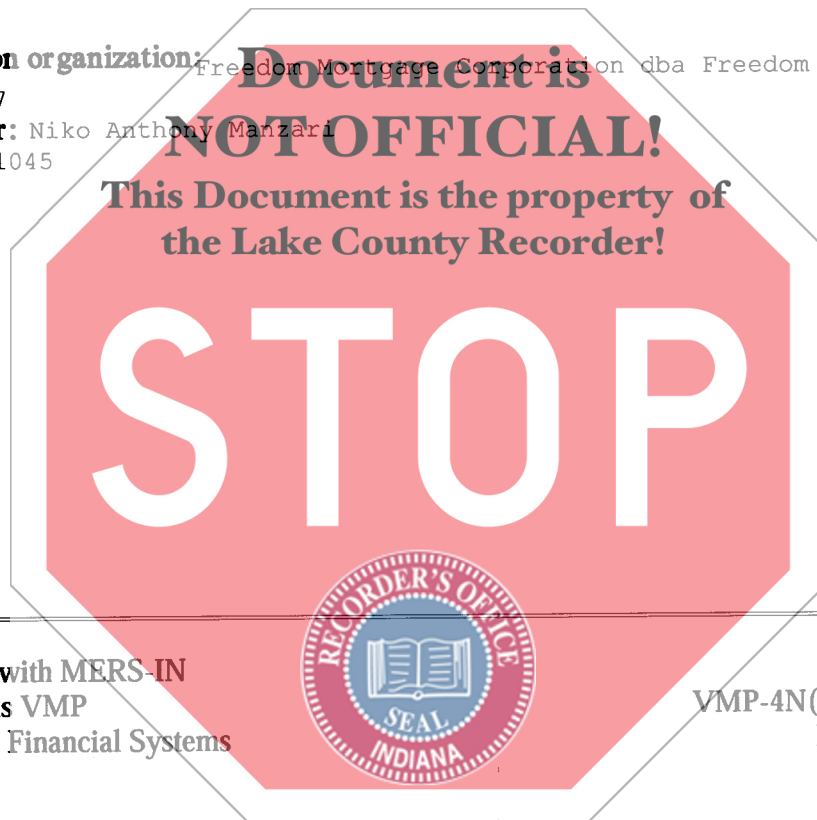 n organization: Freedom Mortgage Corporation dba Freedom
Document is
7
r: Niko Anthony Manzari
NOT OFFICIAL!
1045
This Document is the property of
the Lake County Recorder!
STOP
RECORDER'S OFFICE
SEAL
INDIANA
with MERS-IN
s VMP
VMP-4N(
Financial Systems